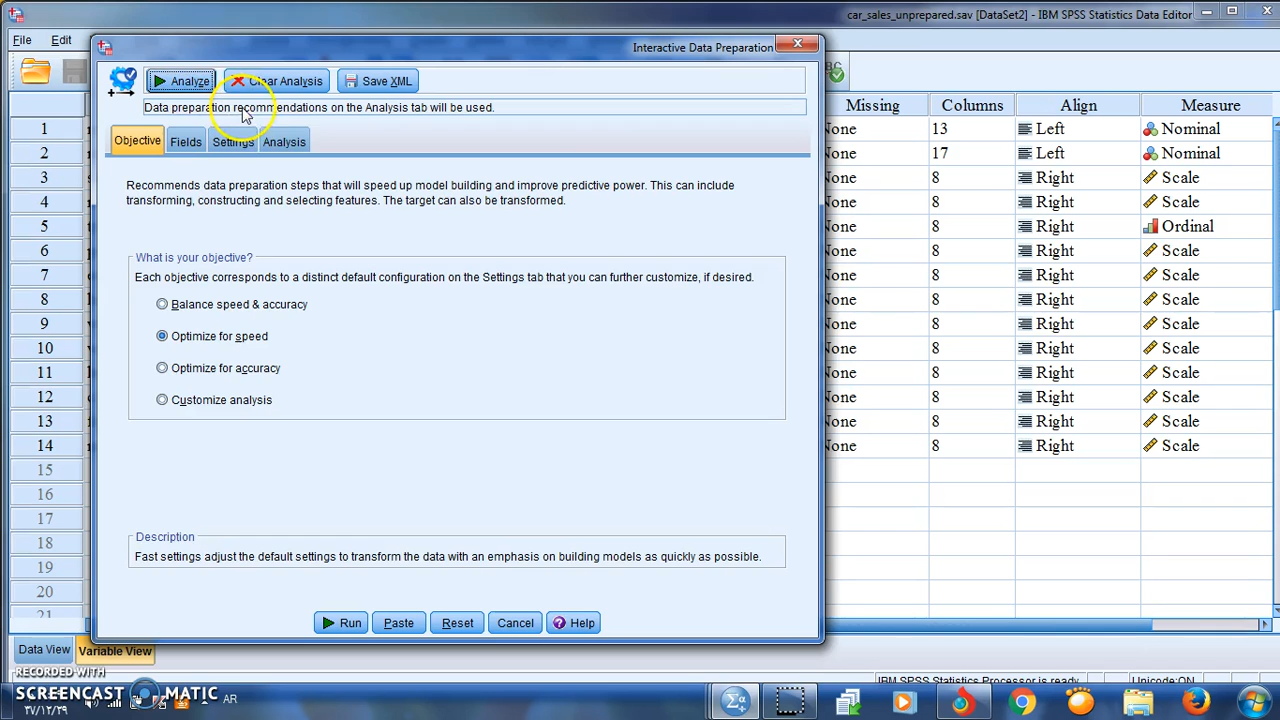 car_sales_unprepared.sav [DataSet2] - IBM SPSS Statistics Data Editor
File Edit
Interactive Data Preparation
Analyze Clear Analysis Save XML
Data preparation recommendations on the Analysis tab will be used.
Objective Fields Settings Analysis
Recommends data preparation steps that will speed up model building and improve predictive power. This can include
transforming, constructing and selecting features. The target can also be transformed.
What is your objective?
Each objective corresponds to a distinct default configuration on the Settings tab that you can further customize, if desired.
Balance speed & accuracy
Optimize for speed
Optimize for accuracy
Customize analysis
Description
Fast settings adjust the default settings to transform the data with an emphasis on building models as quickly as possible.
Run Paste Reset Cancel Help
Missing Columns Align Measure
1 None 13 Left Nominal
2 None 17 Left Nominal
3 None 8 Right Scale
4 None 8 Right Scale
5 None 8 Right Ordinal
6 None 8 Right Scale
7 None 8 Right Scale
8 None 8 Right Scale
9 None 8 Right Scale
10 None 8 Right Scale
11 None 8 Right Scale
12 None 8 Right Scale
13 None 8 Right Scale
14 None 8 Right Scale
15
16
17
18
19
20
21
Data View Variable View
IBM SPSS Statistics Processor is ready Unicode:ON
RECORDED WITH
SCREENCAST MATIC
AR